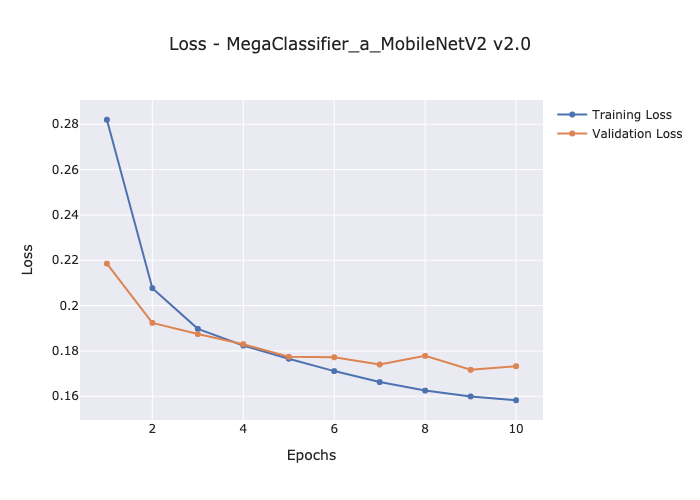 Loss - MegaClassifier_a_MobileNetV2 v2.0
Training Loss
Validation Loss
Loss
0.28
0.26
0.24
0.22
0.2
0.18
0.16
2 4 6 8 10
Epochs